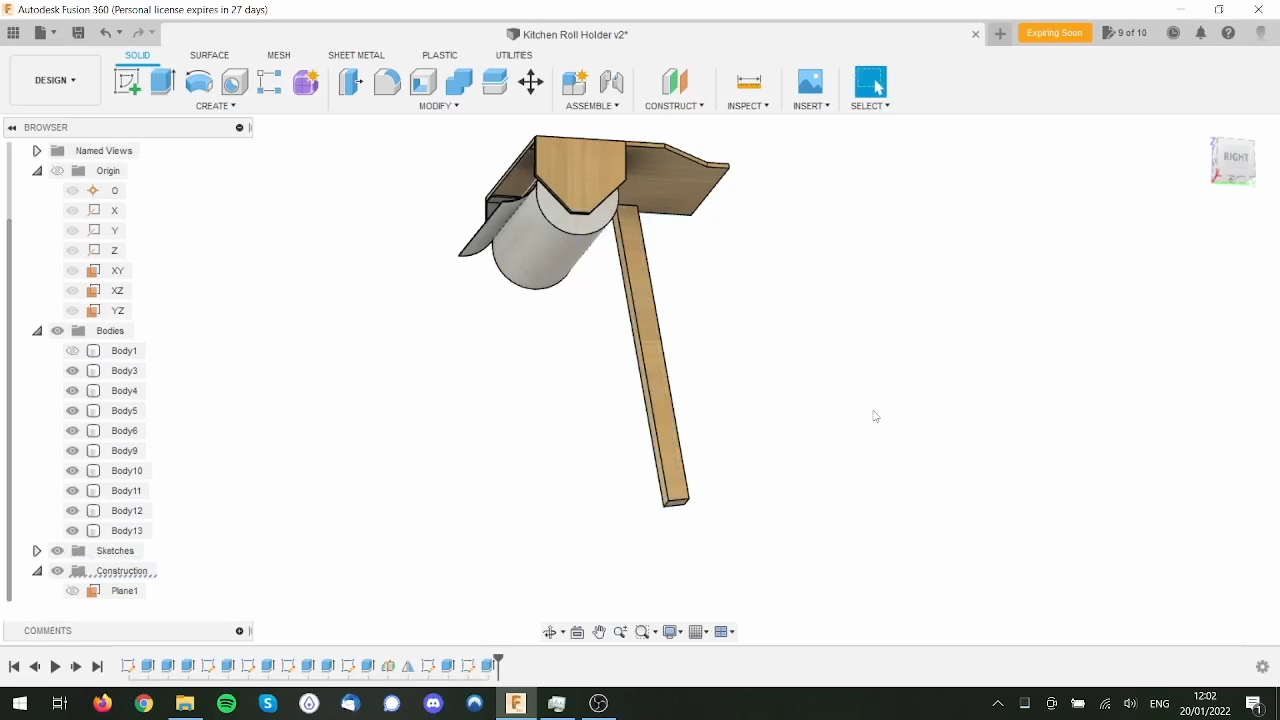 Autodesk Fusion 360 (Personal license expires in 27 days)
Kitchen Roll Holder v2*
Expiring Soon
9 of 10
DESIGN
SOLID
SURFACE
MESH
SHEET METAL
PLASTIC
UTILITIES
CREATE
MODIFY
ASSEMBLE
CONSTRUCT
INSPECT
INSERT
SELECT
BROWSER
Named Views
Origin
O
X
Y
Z
XY
XZ
YZ
Bodies
Body1
Body3
Body4
Body5
Body6
Body9
Body10
Body11
Body12
Body13
Sketches
Construction
Plane1
RIGHT
COMMENTS
ENG
12:02
20/01/2022